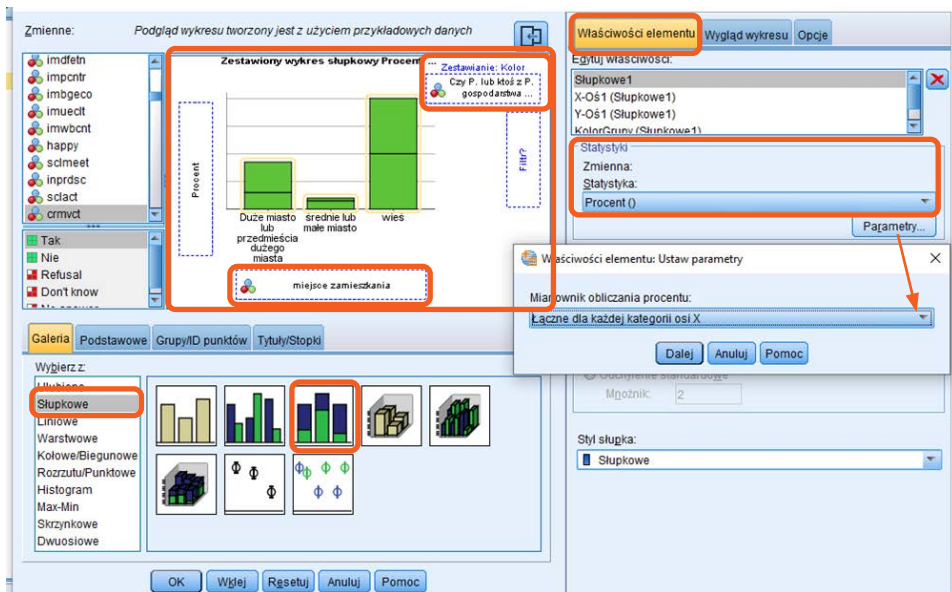 Zmienne:
Podgląd wykresu tworzony jest z użyciem przykładowych danych
imdfetn
impcntr
imbgeco
imueclt
imwbcnt
happy
sclmeet
inprdsc
sclact
crmvct
Tak
Nie
Refusal
Don't know
Zestawiony wykres słupkowy Procent ...
Zestawianie: Kolor
Czy P. lub ktoś z P.
gospodarstwa ...
Procent
Filtr?
Duże miasto
lub
przedmieścia
dużego
miasta
średnie lub
małe miasto
wieś
miejsce zamieszkania
Galeria
Podstawowe
Grupy/ID punktów
Tytuły/Stopki
Wybierz z:
Ulubione
Słupkowe
Liniowe
Warstwowe
Kołowe/Biegunowe
Rozrzutu/Punktowe
Histogram
Max-Min
Skrzynkowe
Dwuosiowe
OK
Wklej
Resetuj
Anuluj
Pomoc
Właściwości elementu
Wygląd wykresu
Opcje
Edytuj właściwości:
Słupkowe1
X-Oś1 (Słupkowe1)
Y-Oś1 (Słupkowe1)
KolorGrupy (Słupkowe1)
Statystyki
Zmienna:
Statystyka:
Procent ()
Parametry...
Właściwości elementu: Ustaw parametry
Mianownik obliczania procentu:
Łączne dla każdej kategorii osi X
Dalej
Anuluj
Pomoc
Odchylenie standardowe
Mnożnik:
2
Styl słupka:
Słupkowe